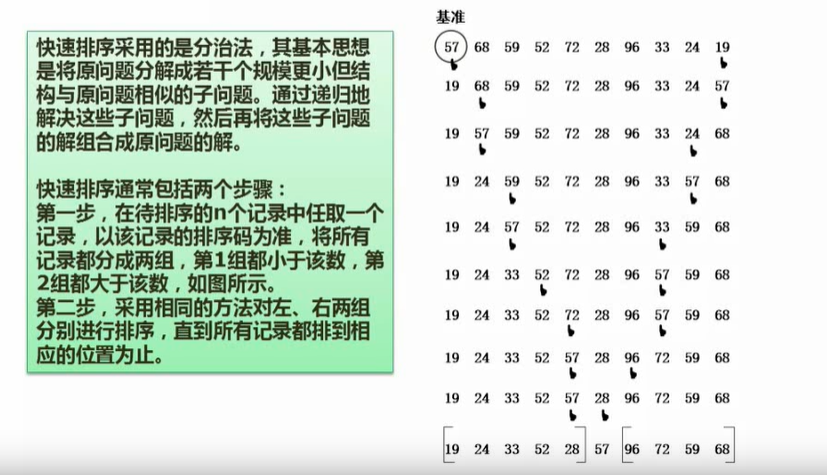 快速排序采用的是分治法，其基本思想
是将原问题分解成若干个规模更小但结
构与原问题相似的子问题。通过递归地
解决这些子问题，然后再将这些子问题
的解组合成原问题的解。
快速排序通常包括两个步骤：
第一步，在待排序的n个记录中任取一个
记录，以该记录的排序码为准，将所有
记录都分成两组，第1组都小于该数，第
2组都大于该数，如图所示。
第二步，采用相同的方法对左、右两组
分别进行排序，直到所有记录都排到相
应的位置为止。
基准
57 68 59 52 72 28 96 33 24 19
19 68 59 52 72 28 96 33 24 57
19 57 59 52 72 28 96 33 24 68
19 24 59 52 72 28 96 33 57 68
19 24 57 52 72 28 96 33 59 68
19 24 33 52 72 28 96 57 59 68
19 24 33 52 72 28 96 57 59 68
19 24 33 52 57 28 96 72 59 68
19 24 33 52 57 28 96 72 59 68
[19 24 33 52 28] 57 [96 72 59 68]